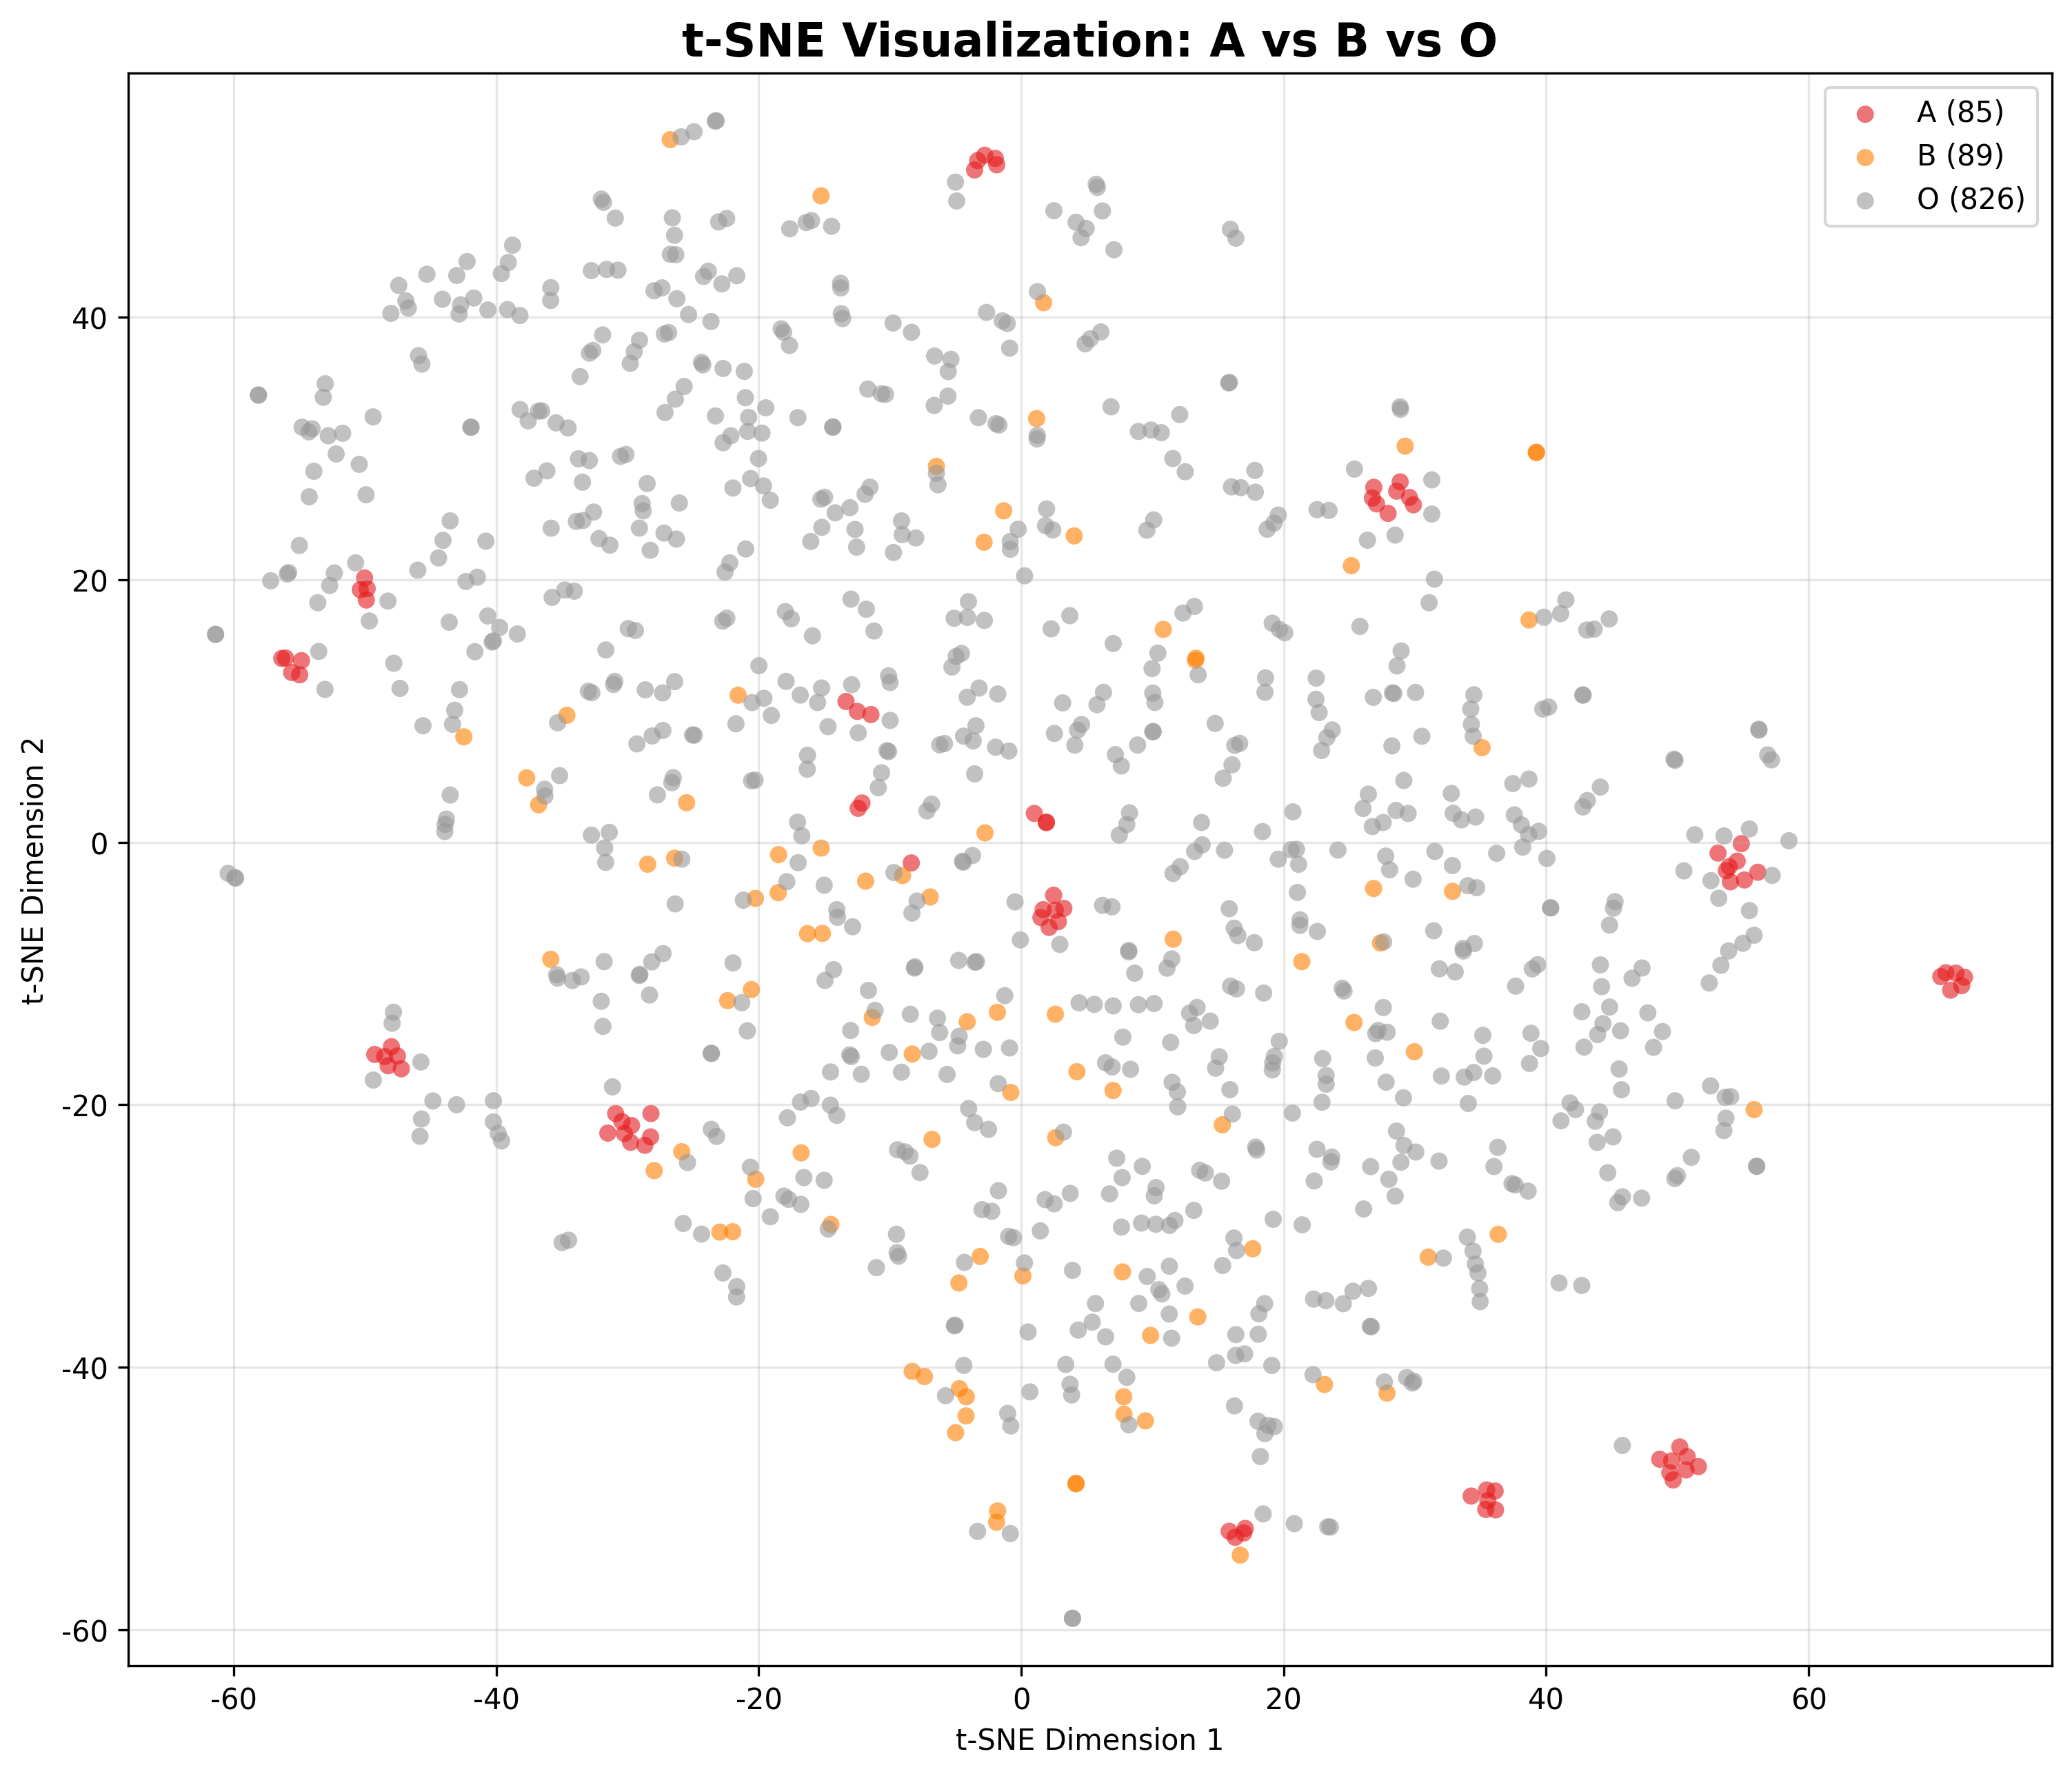 t-SNE Visualization: A vs B vs O
A (85)
B (89)
O (826)
40
20
0
-20
-40
-60
t-SNE Dimension 2
-60
-40
-20
0
20
40
60
t-SNE Dimension 1